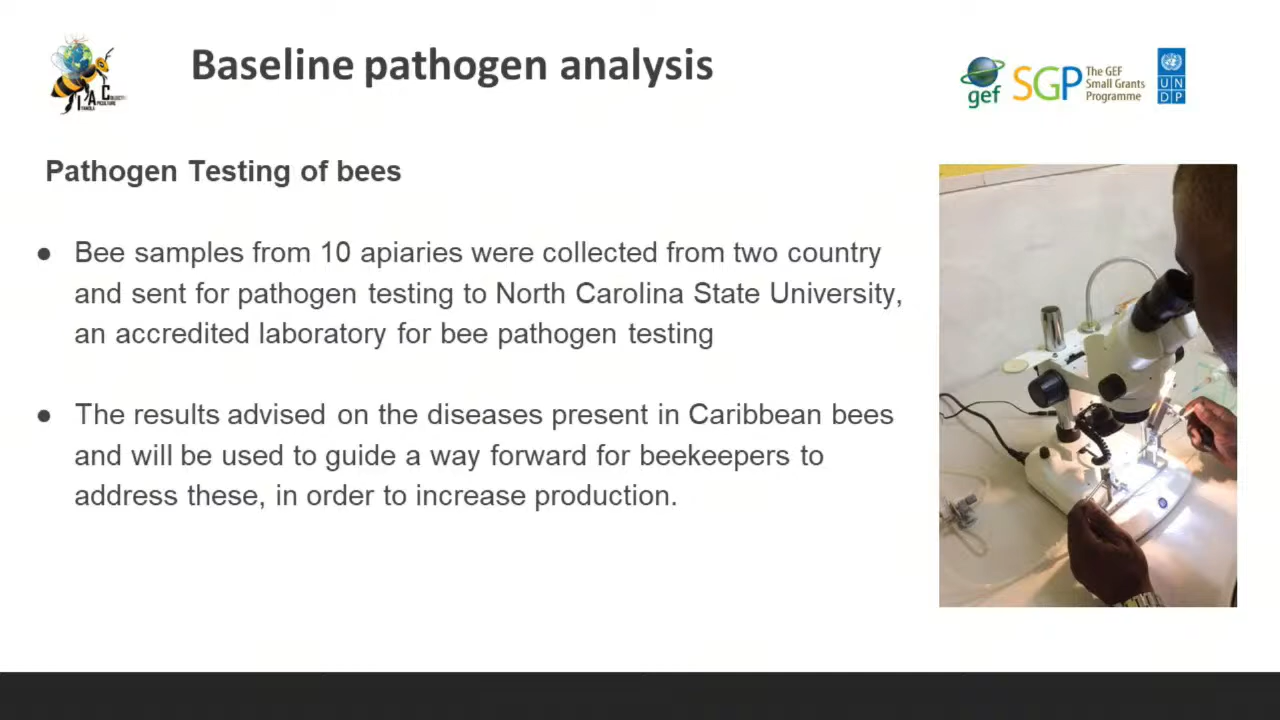 Baseline pathogen analysis
gef
SGP
The GEF
Small Grants
Programme
U N
D P
Pathogen Testing of bees
● Bee samples from 10 apiaries were collected from two country
and sent for pathogen testing to North Carolina State University,
an accredited laboratory for bee pathogen testing
● The results advised on the diseases present in Caribbean bees
and will be used to guide a way forward for beekeepers to
address these, in order to increase production.